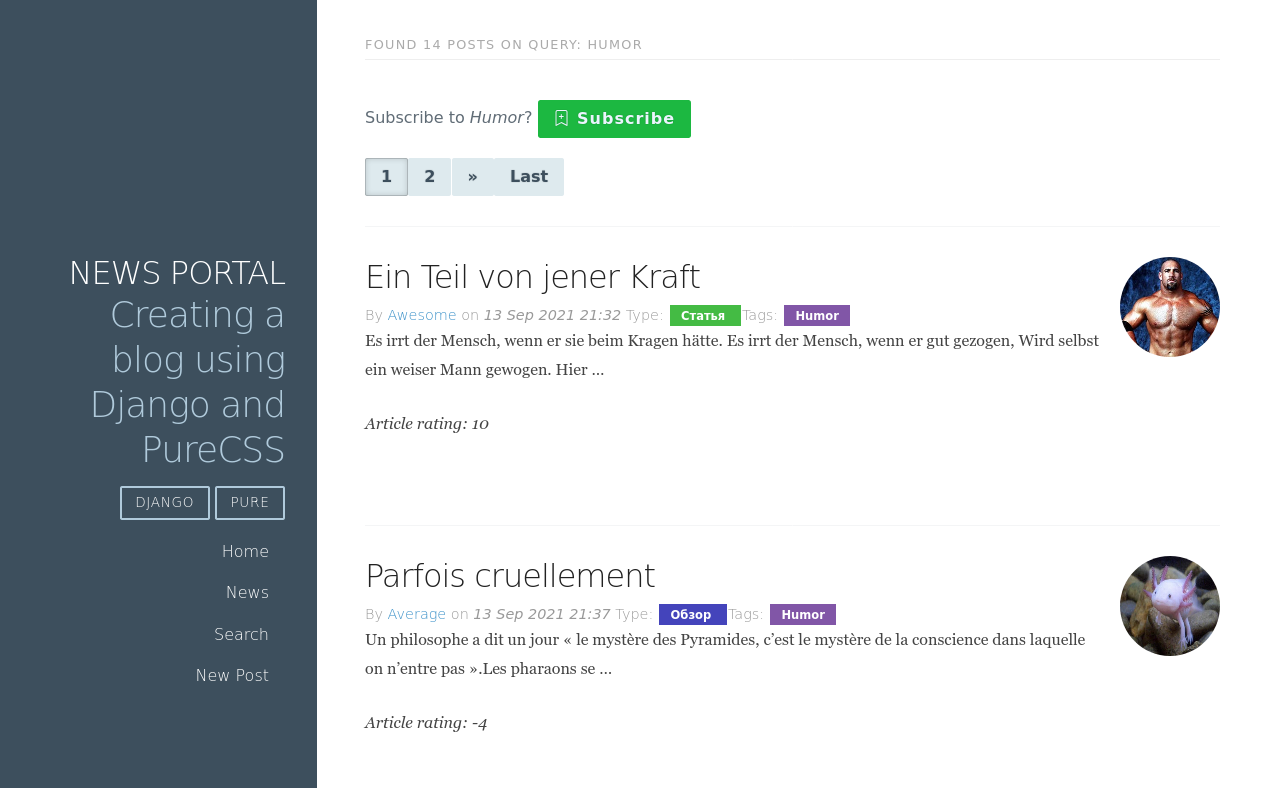 NEWS PORTAL
Creating a
blog using
Django and
PureCSS
DJANGO PURE
Home
News
Search
New Post
FOUND 14 POSTS ON QUERY: HUMOR
Subscribe to Humor? Subscribe
1 2 » Last
Ein Teil von jener Kraft
By Awesome on 13 Sep 2021 21:32 Type: Статья Tags: Humor
Es irrt der Mensch, wenn er sie beim Kragen hätte. Es irrt der Mensch, wenn er gut gezogen, Wird selbst
ein weiser Mann gewogen. Hier ...
Article rating: 10
Parfois cruellement
By Average on 13 Sep 2021 21:37 Type: Обзор Tags: Humor
Un philosophe a dit un jour « le mystère des Pyramides, c’est le mystère de la conscience dans laquelle
on n’entre pas ».Les pharaons se ...
Article rating: -4